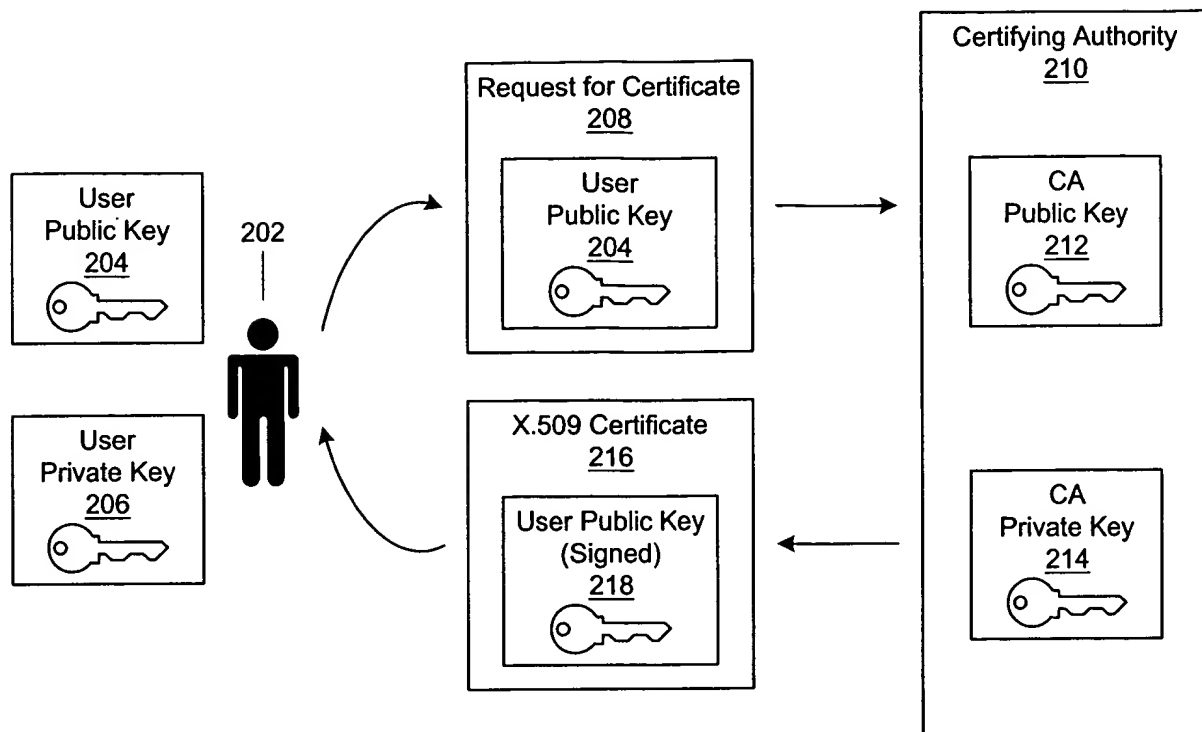 Certifying Authority
210
Request for Certificate
208
User
Public Key
204
User
Public Key
204
CA
Public Key
212
202
User
Private Key
206
X.509 Certificate
216
User Public Key
(Signed)
218
CA
Private Key
214